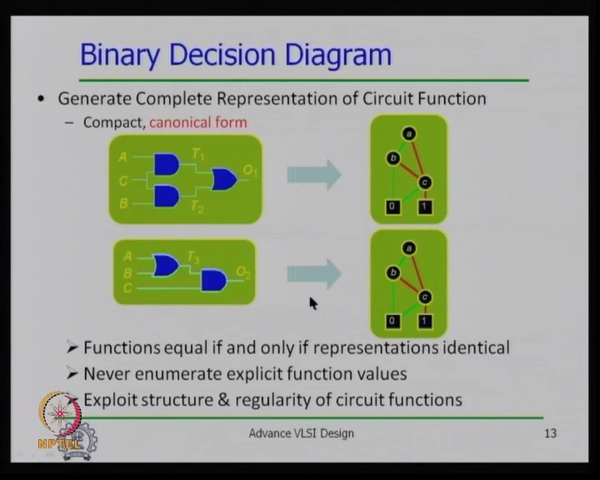 Binary Decision Diagram
• Generate Complete Representation of Circuit Function
– Compact, canonical form
A
C
B
T1
T2
O1
a
b
c
0 1
A
B
C
T3
O2
a
b
c
0 1
➤ Functions equal if and only if representations identical
➤ Never enumerate explicit function values
➤ Exploit structure & regularity of circuit functions
NPTEL
Advance VLSI Design
13